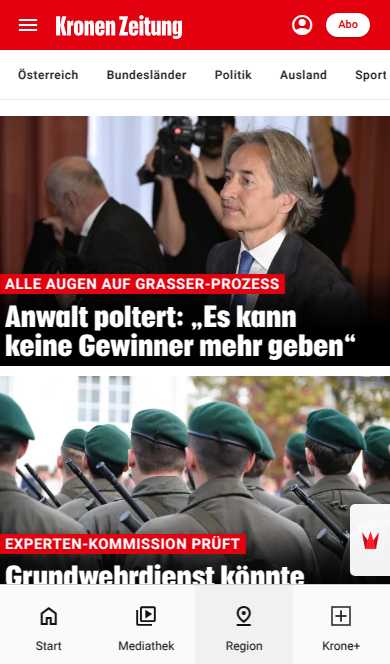 Kronen Zeitung
Abo
Österreich Bundesländer Politik Ausland Sport
ALLE AUGEN AUF GRASSER-PROZESS
Anwalt poltert: „Es kann
keine Gewinner mehr geben“
EXPERTEN-KOMMISSION PRÜFT
Grundwehrdienst könnte
Start Mediathek Region Krone+